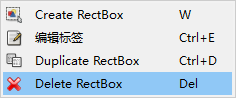 Create RectBox W
编辑标签 Ctrl+E
Duplicate RectBox Ctrl+D
Delete RectBox Del